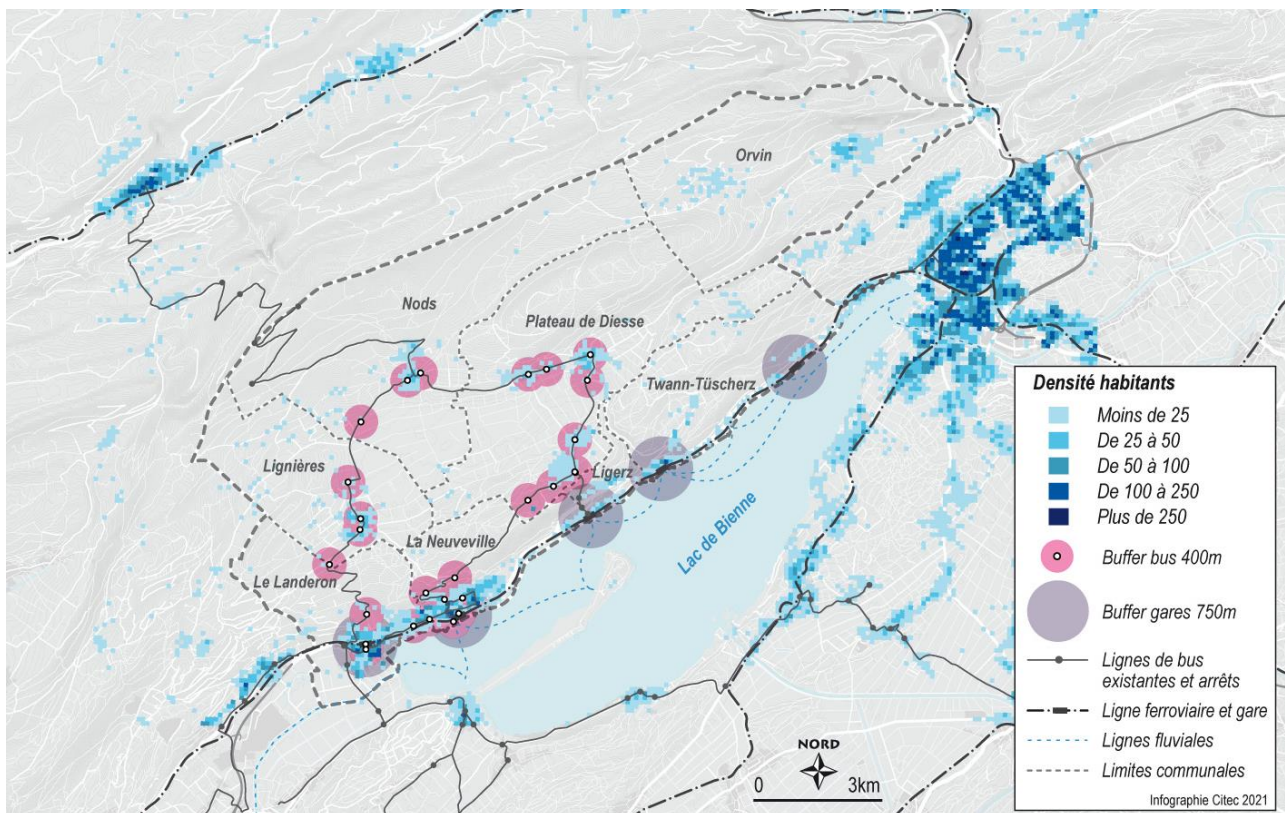 Orvin
Nods
Plateau de Diesse
Twann-Tüscherz
Lignières
Ligerz
La Neuveville
Le Landeron
Lac de Bienne
NORD
0 3km
Densité habitants
Moins de 25
De 25 à 50
De 50 à 100
De 100 à 250
Plus de 250
Buffer bus 400m
Buffer gares 750m
Lignes de bus
existantes et arrêts
Ligne ferroviaire et gare
Lignes fluviales
Limites communales
Infographie Citec 2021